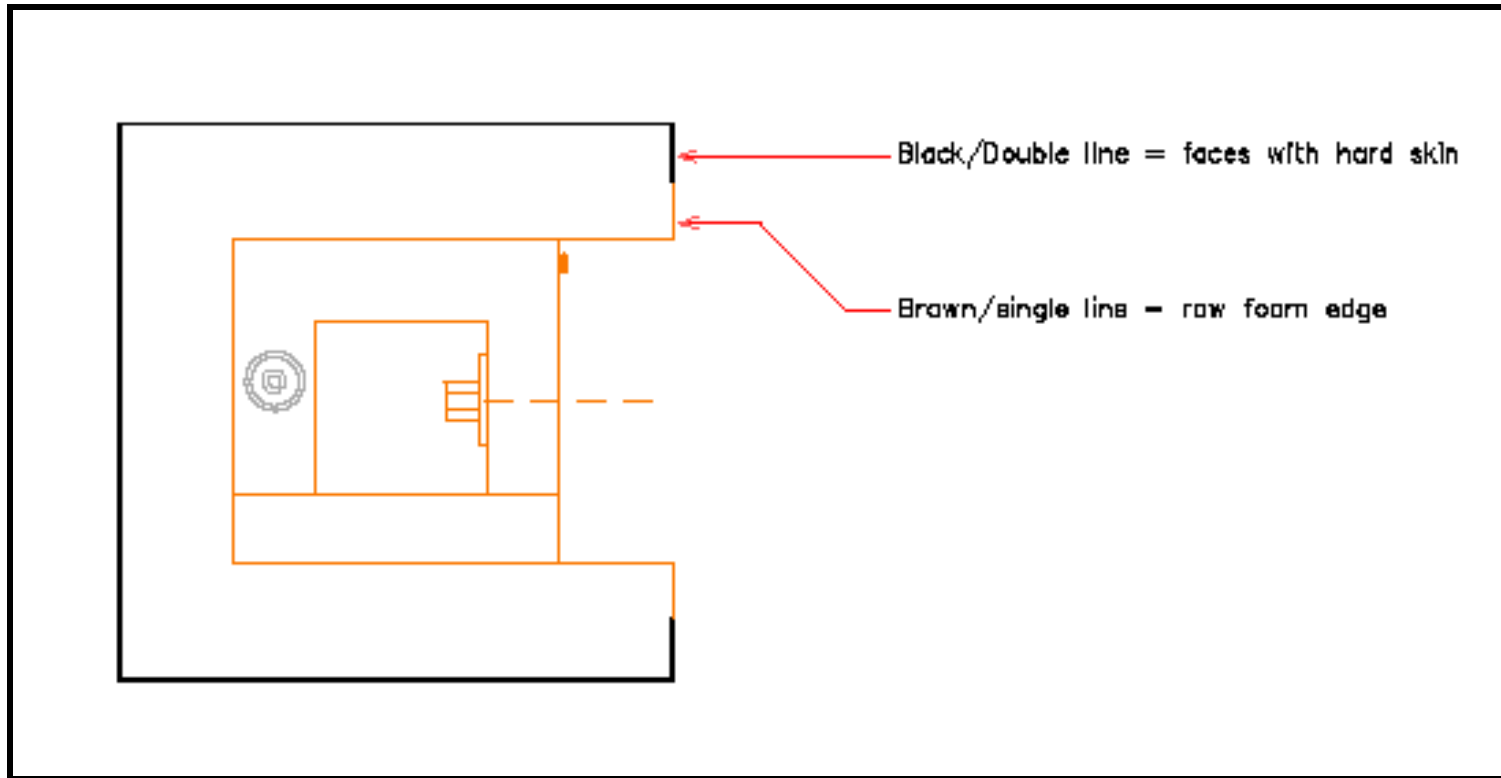 Black/Double line = faces with hard skin
Brown/single line = raw foam edge